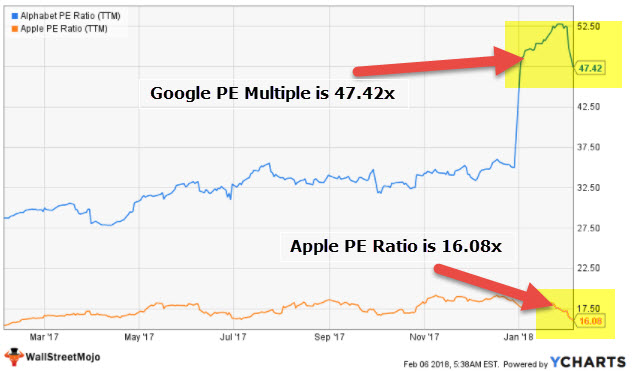 Alphabet PE Ratio (TTM)
Apple PE Ratio (TTM)
52.50
47.42
Google PE Multiple is 47.42x
42.50
37.50
32.50
27.50
Apple PE Ratio is 16.08x
22.50
17.50
16.08
Mar '17 May '17 Jul '17 Sep '17 Nov '17 Jan '18
WallStreetMojo
Feb 06 2018, 5:38AM EST. Powered by YCHARTS